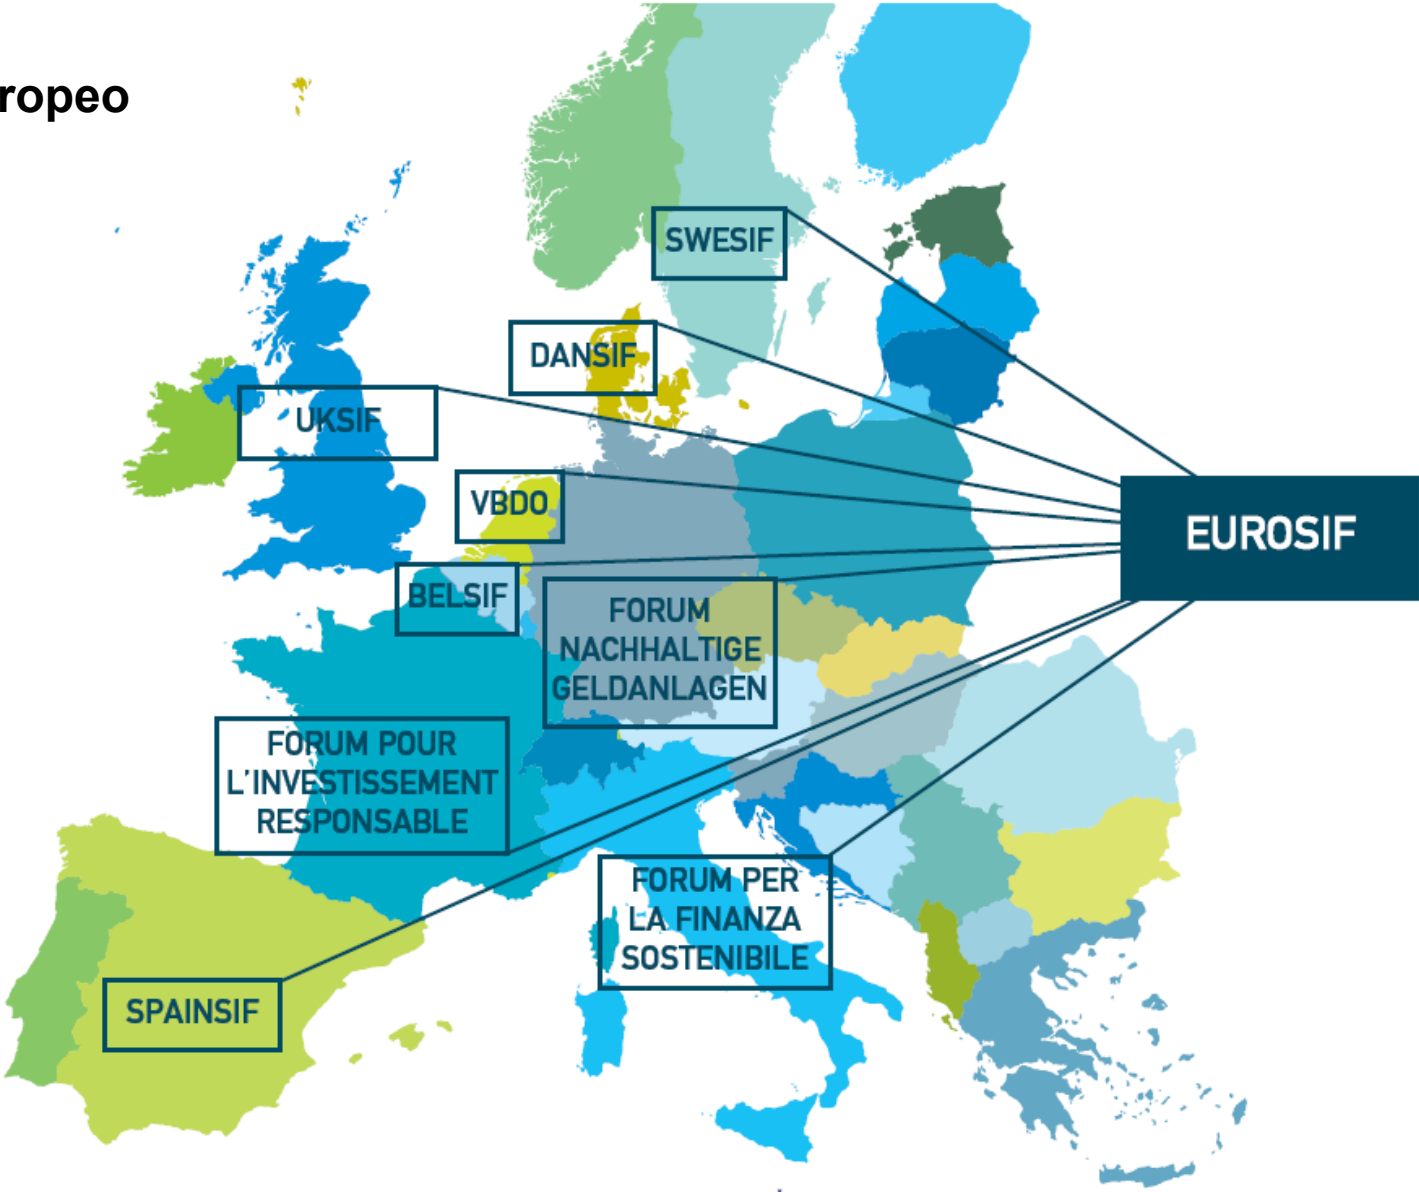 ropeo
SWESIF
DANSIF
UKSIF
VBDO
EUROSIF
BELSIF
FORUM
NACHHALTIGE
GELDANLAGEN
FORUM POUR
L'INVESTISSEMENT
RESPONSABLE
FORUM PER
LA FINANZA
SOSTENIBILE
SPAINSIF